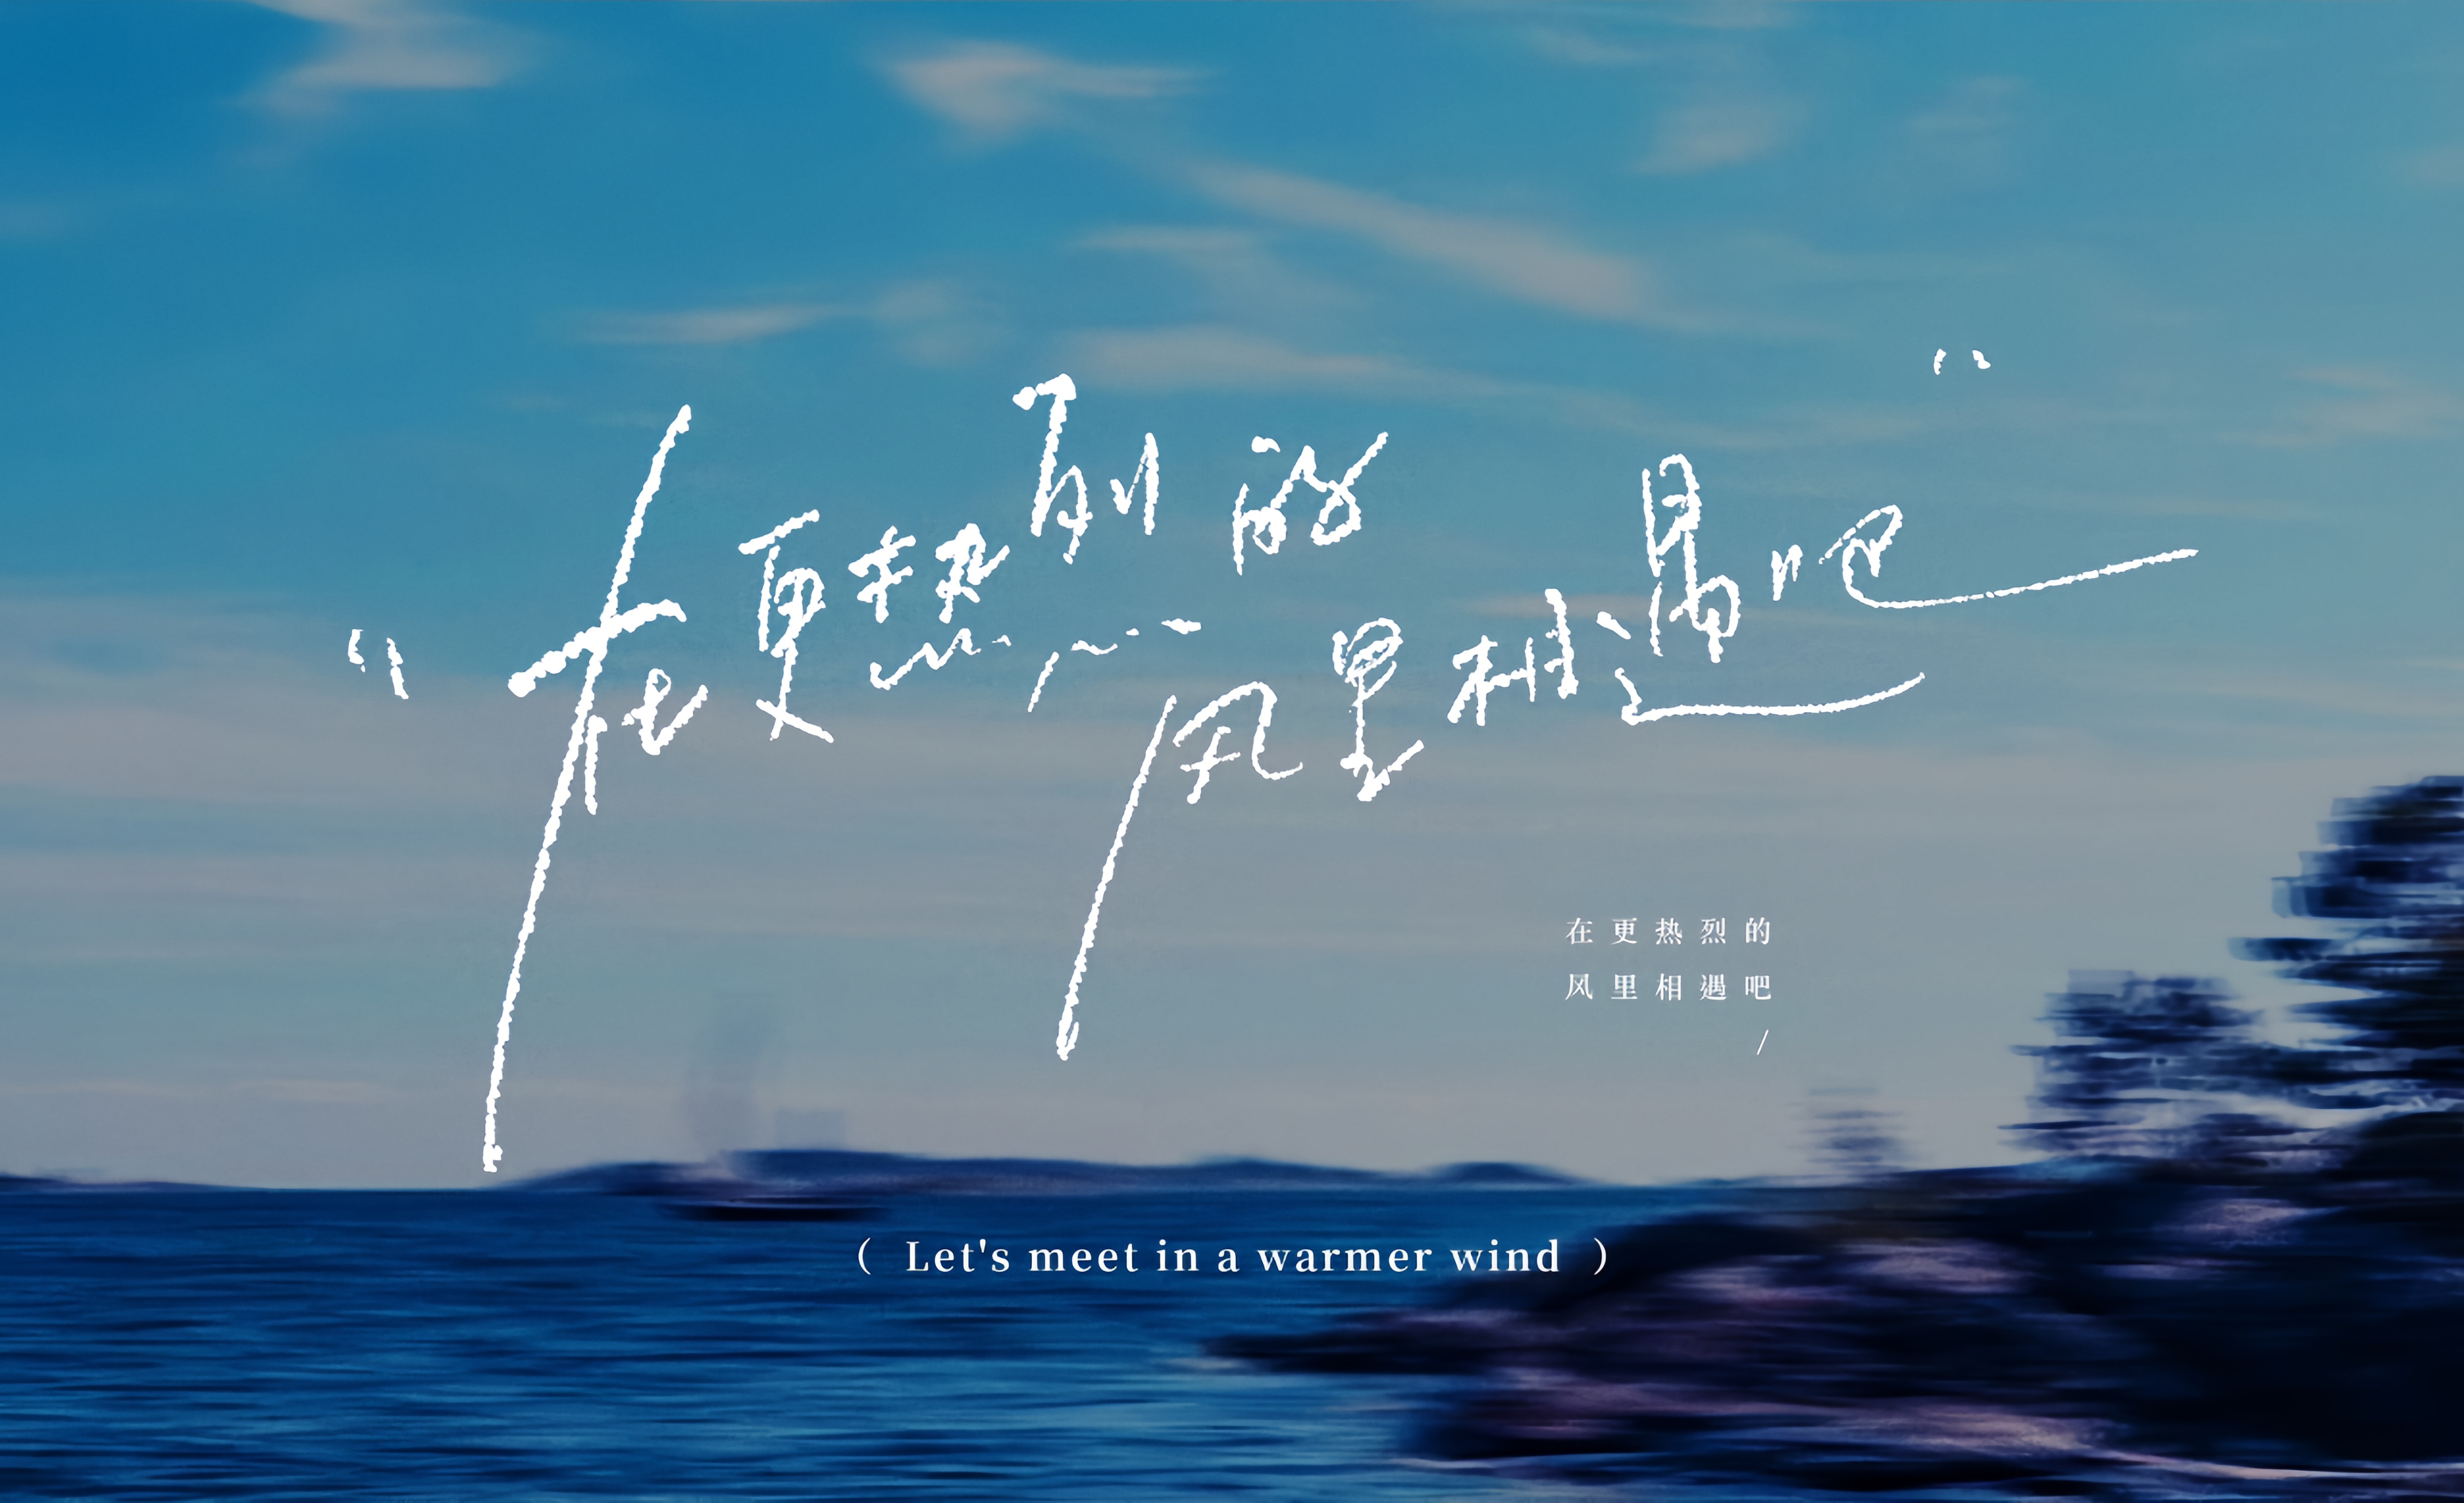 “在更热烈的
风里相遇吧”
在更热烈的
风里相遇吧
/
( Let's meet in a warmer wind )